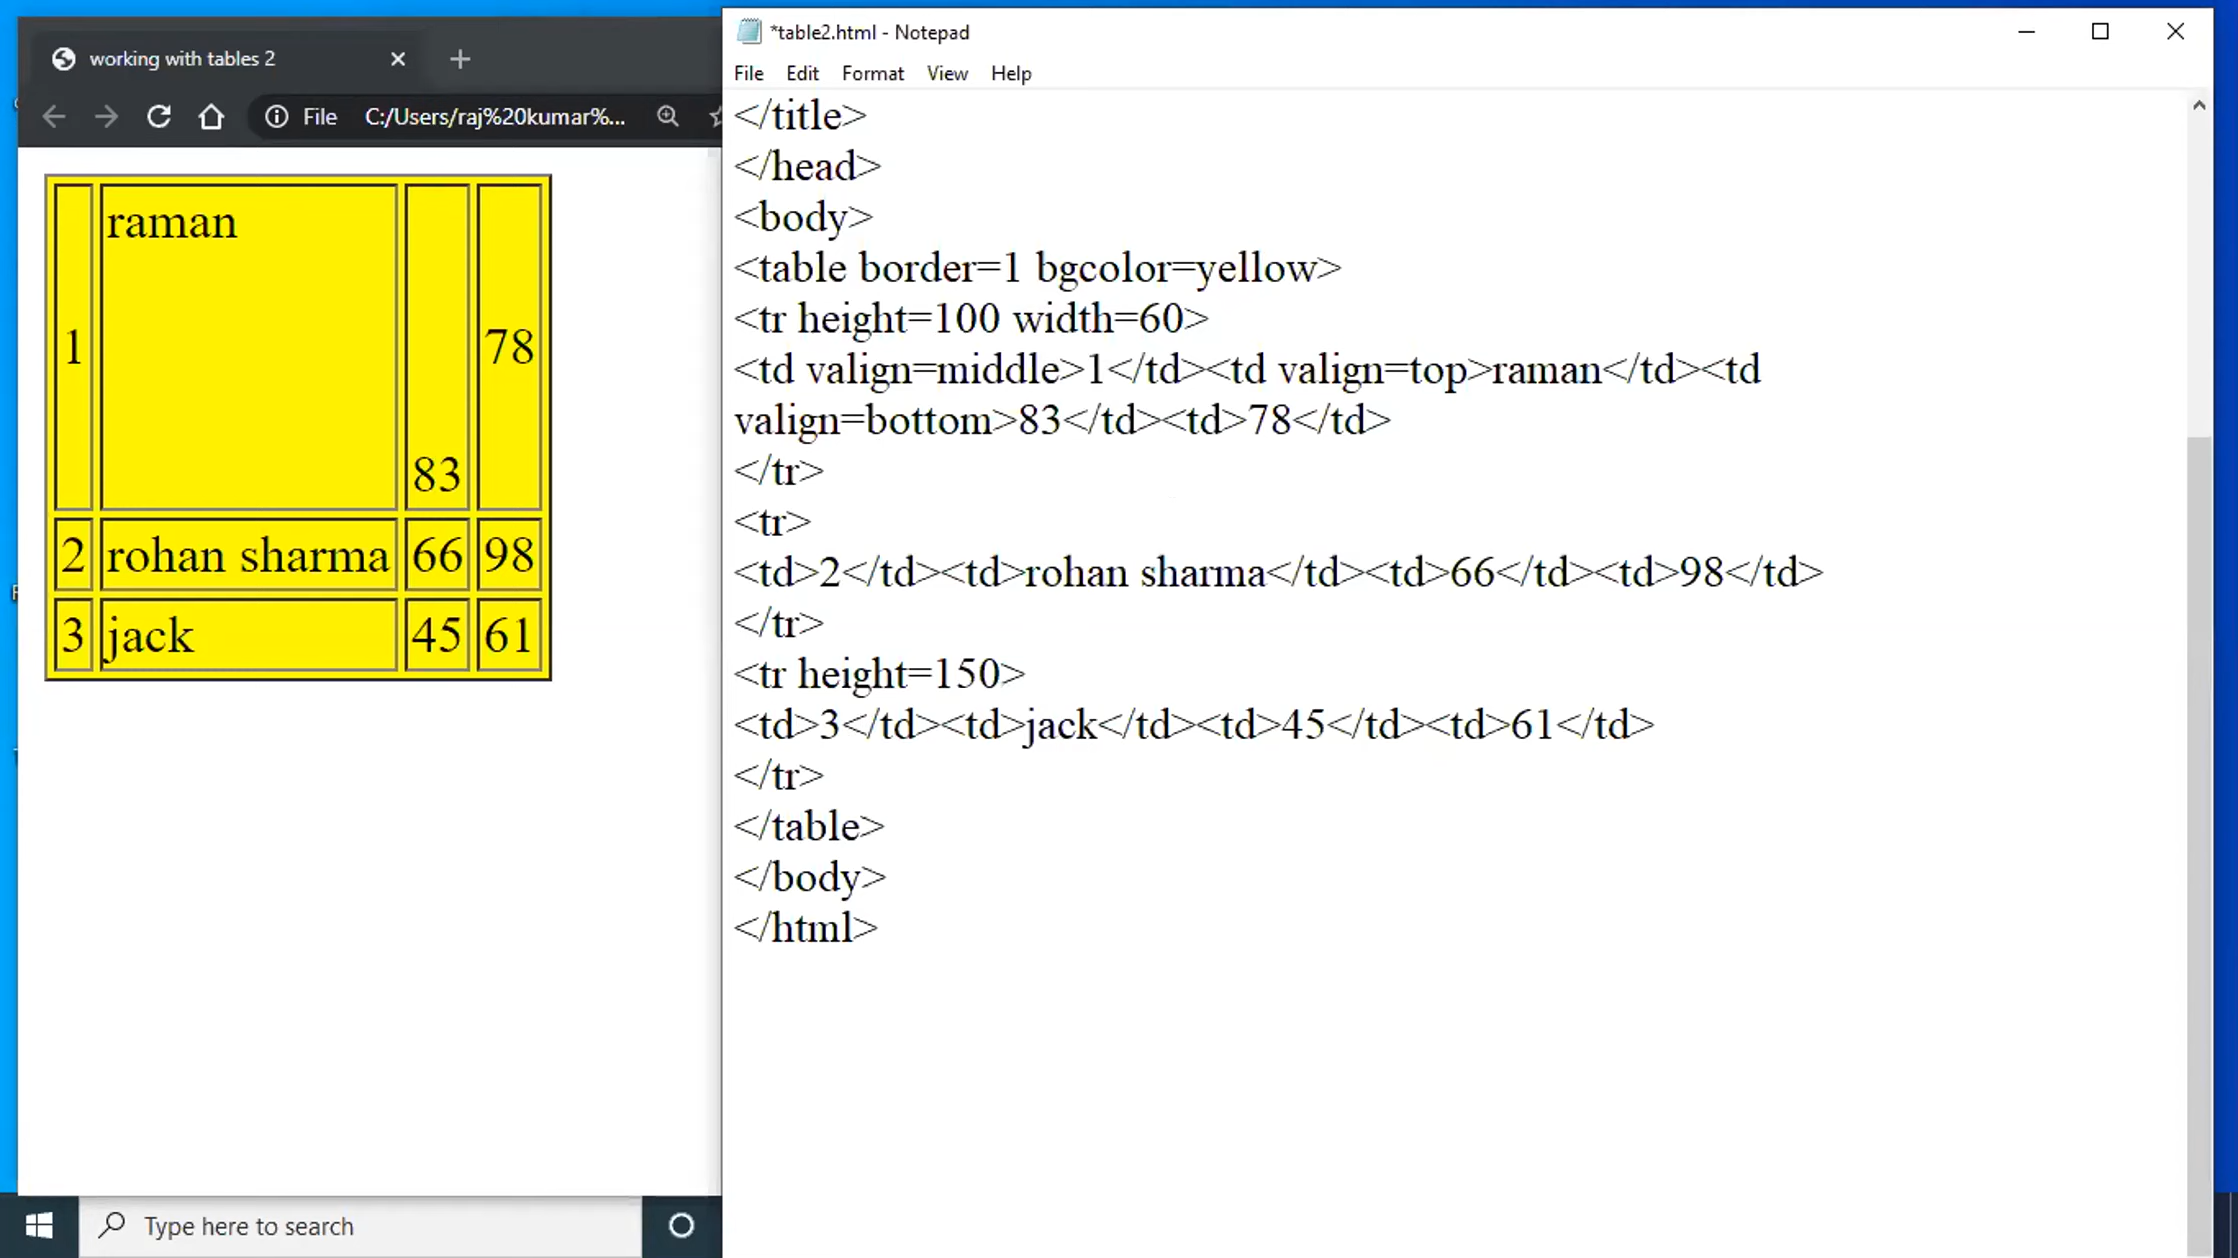 working with tables 2
File C:/Users/raj%20kumar%...
raman
1
78
83
2 rohan sharma 66 98
3 jack 45 61
Type here to search
*table2.html - Notepad
File Edit Format View Help
</title>
</head>
<body>
<table border=1 bgcolor=yellow>
<tr height=100 width=60>
<td valign=middle>1</td><td valign=top>raman</td><td
valign=bottom>83</td><td>78</td>
</tr>
<tr>
<td>2</td><td>rohan sharma</td><td>66</td><td>98</td>
</tr>
<tr height=150>
<td>3</td><td>jack</td><td>45</td><td>61</td>
</tr>
</table>
</body>
</html>